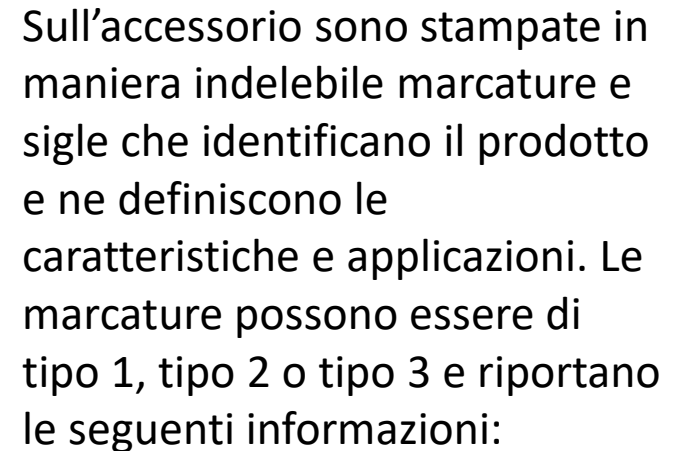 Sull’accessorio sono stampate in
maniera indelebile marcature e
sigle che identificano il prodotto
e ne definiscono le
caratteristiche e applicazioni. Le
marcature possono essere di
tipo 1, tipo 2 o tipo 3 e riportano
le seguenti informazioni: